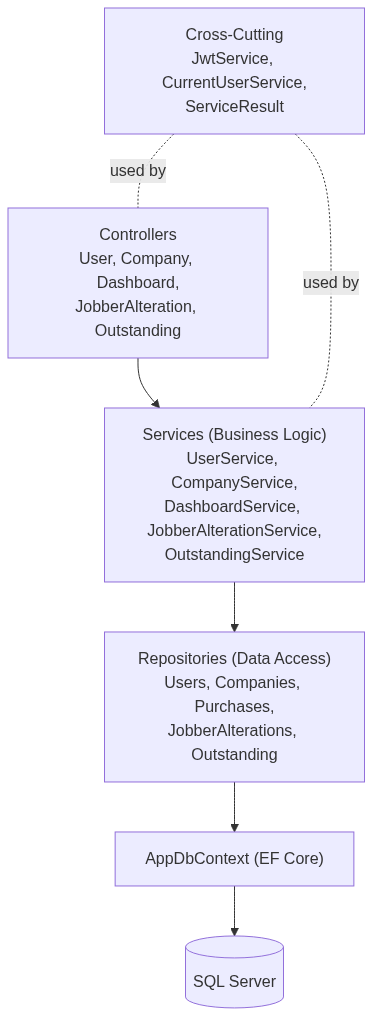 Cross-Cutting
JwtService,
CurrentUserService,
ServiceResult
used by
Controllers
User, Company,
Dashboard,
JobberAlteration,
Outstanding
used by
Services (Business Logic)
UserService,
CompanyService,
DashboardService,
JobberAlterationService,
OutstandingService
Repositories (Data Access)
Users, Companies,
Purchases,
JobberAlterations,
Outstanding
AppDbContext (EF Core)
SQL Server